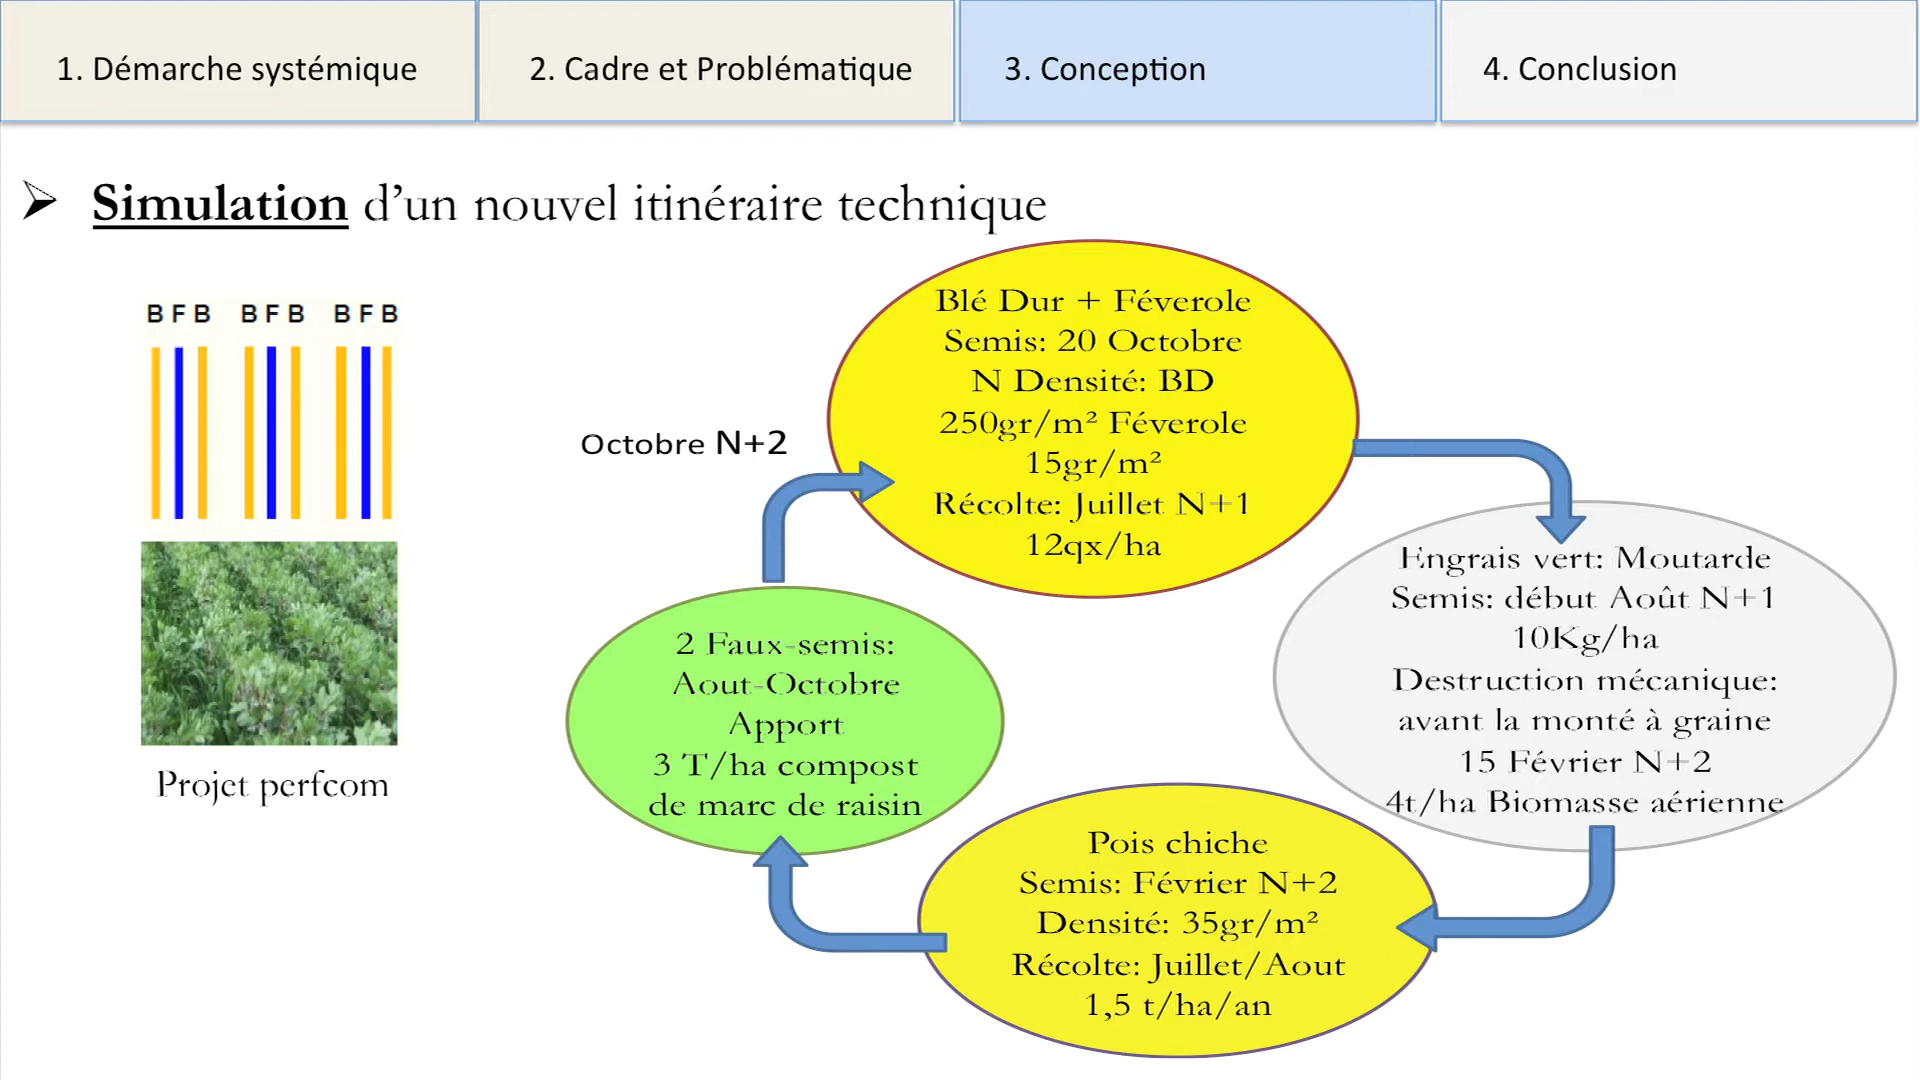 1. Démarche systémique
2. Cadre et Problématique
3. Conception
4. Conclusion
Simulation d'un nouvel itinéraire technique
B F B B F B B F B
Projet perfcom
Octobre N+2
Blé Dur + Féverole
Semis: 20 Octobre
N Densité: BD
250gr/m² Féverole
15gr/m²
Récolte: Juillet N+1
12qx/ha
Engrais vert: Moutarde
Semis: début Août N+1
10Kg/ha
Destruction mécanique:
avant la monté à graine
15 Février N+2
4t/ha Biomasse aérienne
Pois chiche
Semis: Février N+2
Densité: 35gr/m²
Récolte: Juillet/Aout
1,5 t/ha/an
2 Faux-semis:
Aout-Octobre
Apport
3 T/ha compost
de marc de raisin